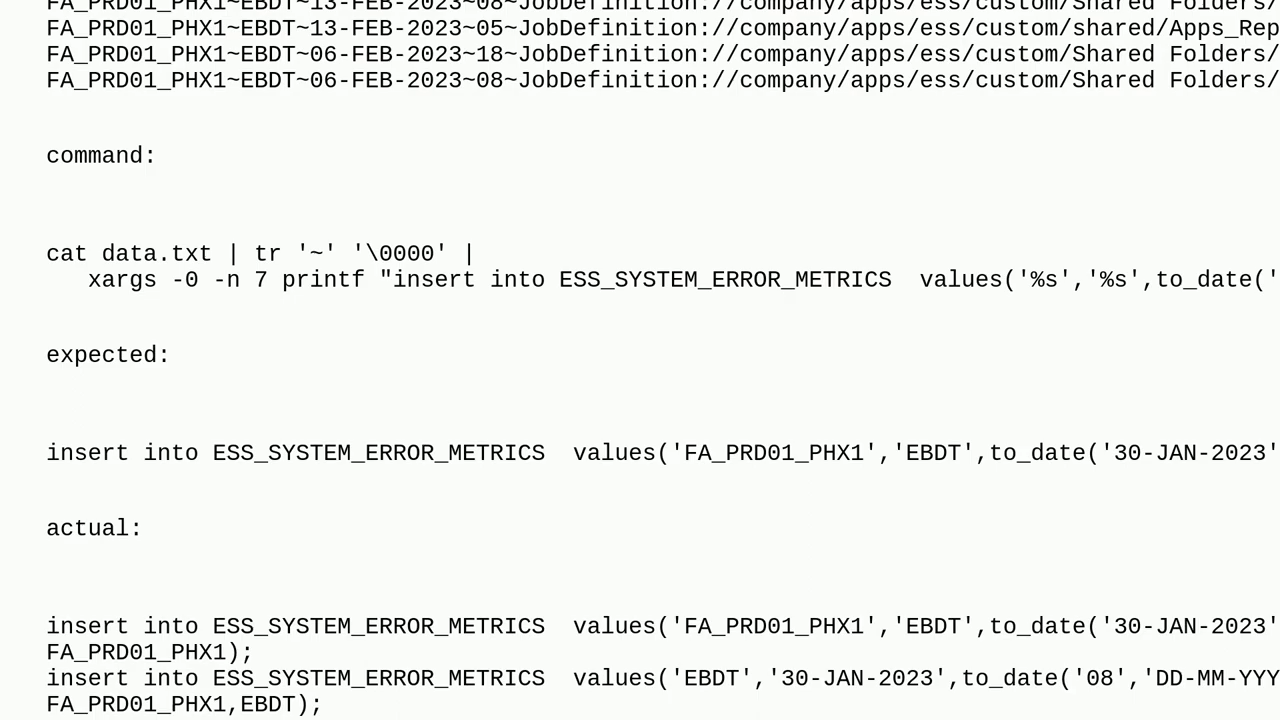 FA_PRD01_PHX1~EBDT~13-FEB-2023~08~JobDefinition://company/apps/ess/custom/Shared Folders/
FA_PRD01_PHX1~EBDT~13-FEB-2023~05~JobDefinition://company/apps/ess/custom/shared/Apps_Rep
FA_PRD01_PHX1~EBDT~06-FEB-2023~18~JobDefinition://company/apps/ess/custom/Shared Folders/
FA_PRD01_PHX1~EBDT~06-FEB-2023~08~JobDefinition://company/apps/ess/custom/Shared Folders/
command:
cat data.txt | tr '~' '\0000' |
   xargs -0 -n 7 printf "insert into ESS_SYSTEM_ERROR_METRICS  values('%s','%s',to_date('
expected:
insert into ESS_SYSTEM_ERROR_METRICS  values('FA_PRD01_PHX1','EBDT',to_date('30-JAN-2023'
actual:
insert into ESS_SYSTEM_ERROR_METRICS  values('FA_PRD01_PHX1','EBDT',to_date('30-JAN-2023'
FA_PRD01_PHX1);
insert into ESS_SYSTEM_ERROR_METRICS  values('EBDT','30-JAN-2023',to_date('08','DD-MM-YYY
FA_PRD01_PHX1,EBDT);